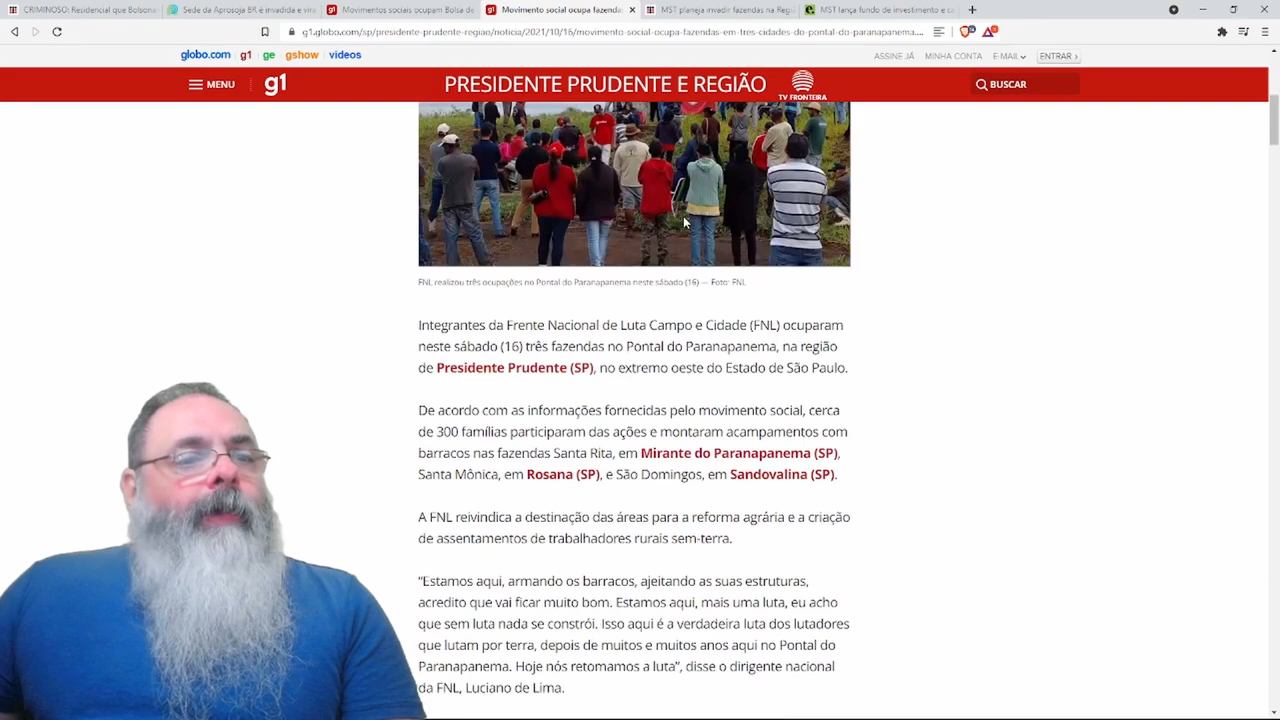 CRIMINOSO: Residencial que Bolsona
Sede da Aprosoja BR é invadida e vira
Movimentos sociais ocupam Bolsa de
Movimento social ocupa fazendas
MST planeja invadir fazendas na Regi
MST lança fundo de investimento e ca
g1.globo.com/sp/presidente-prudente-regiao/noticia/2021/10/16/movimento-social-ocupa-fazendas-em-tres-cidades-do-pontal-do-paranapanema....
globo.com g1 ge gshow videos
ASSINE JÁ MINHA CONTA E-MAIL ENTRAR ›
MENU g1 PRESIDENTE PRUDENTE E REGIÃO TV FRONTEIRA BUSCAR
FNL realizou três ocupações no Pontal do Paranapanema neste sábado (16) — Foto: FNL
Integrantes da Frente Nacional de Luta Campo e Cidade (FNL) ocuparam
neste sábado (16) três fazendas no Pontal do Paranapanema, na região
de Presidente Prudente (SP), no extremo oeste do Estado de São Paulo.
De acordo com as informações fornecidas pelo movimento social, cerca
de 300 famílias participaram das ações e montaram acampamentos com
barracos nas fazendas Santa Rita, em Mirante do Paranapanema (SP),
Santa Mônica, em Rosana (SP), e São Domingos, em Sandovalina (SP).
A FNL reivindica a destinação das áreas para a reforma agrária e a criação
de assentamentos de trabalhadores rurais sem-terra.
“Estamos aqui, armando os barracos, ajeitando as suas estruturas,
acredito que vai ficar muito bom. Estamos aqui, mais uma luta, eu acho
que sem luta nada se constrói. Isso aqui é a verdadeira luta dos lutadores
que lutam por terra, depois de muitos e muitos anos aqui no Pontal do
Paranapanema. Hoje nós retomamos a luta”, disse o dirigente nacional
da FNL, Luciano de Lima.